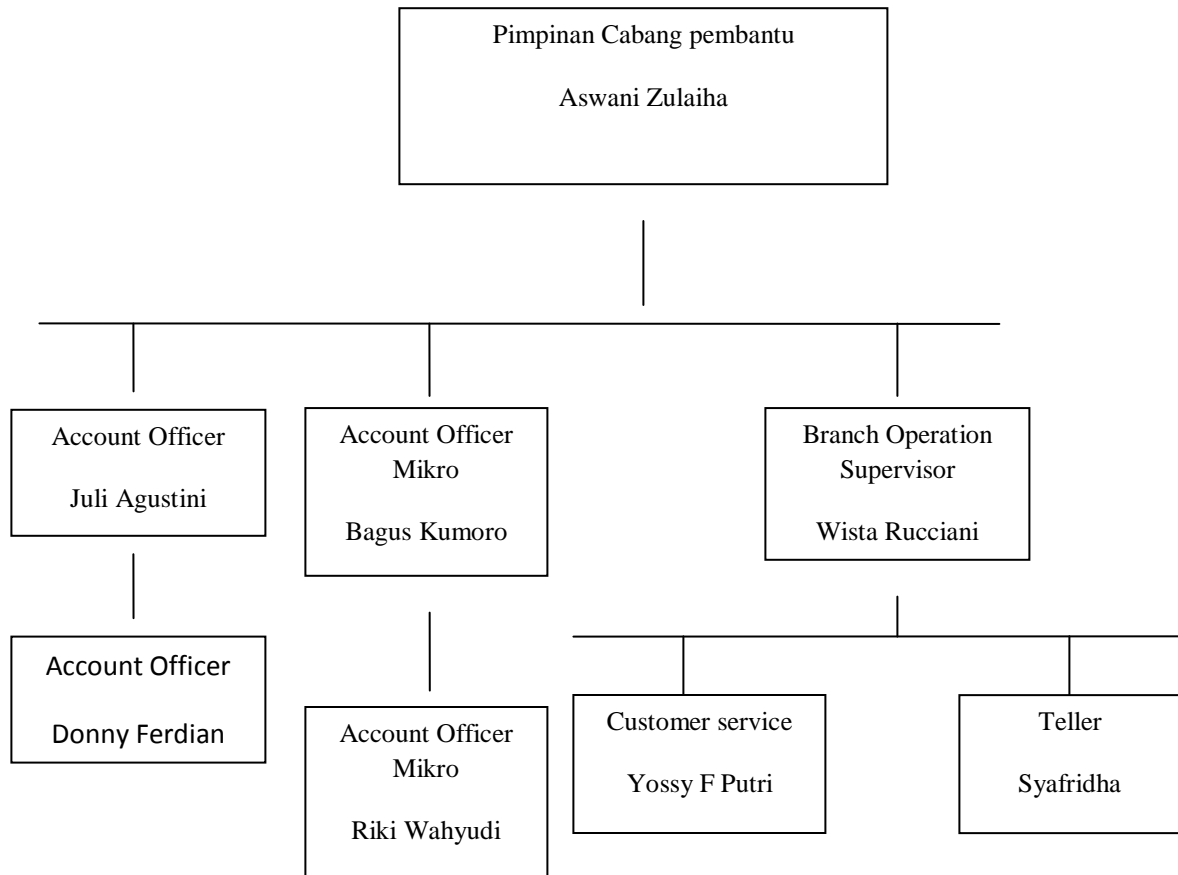 Pimpinan Cabang pembantu
Aswani Zulaiha
Account Officer
Juli Agustini
Account Officer
Mikro
Bagus Kumoro
Branch Operation
Supervisor
Wista Rucciani
Account Officer
Donny Ferdian
Account Officer
Mikro
Riki Wahyudi
Customer service
Yossy F Putri
Teller
Syafridha